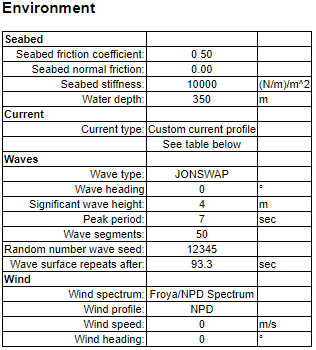 Environment
Seabed
Seabed friction coefficient: 0.50
Seabed normal friction: 0.00
Seabed stiffness: 10000 (N/m)/m^2
Water depth: 350 m
Current
Current type: Custom current profile
See table below
Waves
Wave type: JONSWAP
Wave heading 0 °
Significant wave height: 4 m
Peak period: 7 sec
Wave segments: 50
Random number wave seed: 12345
Wave surface repeats after: 93.3 sec
Wind
Wind spectrum: Froya/NPD Spectrum
Wind profile: NPD
Wind speed: 0 m/s
Wind heading: 0 °